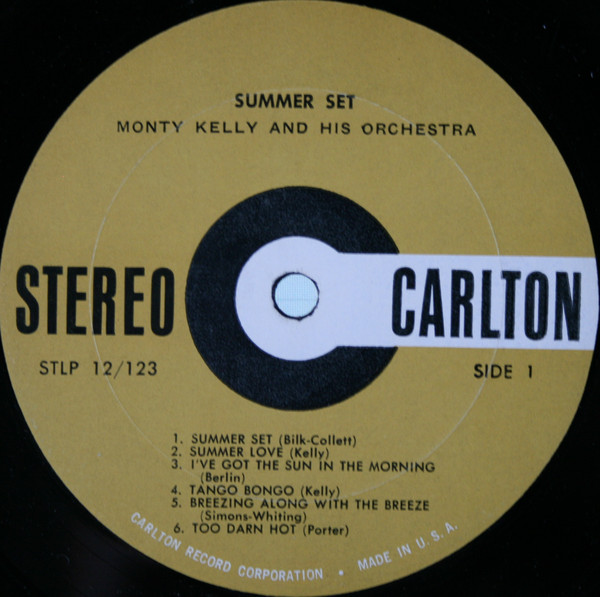 SUMMER SET
MONTY KELLY AND HIS ORCHESTRA
STEREO
CARLTON
STLP 12/123
SIDE 1
1. SUMMER SET (Bilk-Collett)
2. SUMMER LOVE (Kelly)
3. I'VE GOT THE SUN IN THE MORNING
(Berlin)
4. TANGO BONGO (Kelly)
5. BREEZING ALONG WITH THE BREEZE
(Simons-Whiting)
6. TOO DARN HOT (Porter)
CARLTON RECORD CORPORATION • MADE IN U.S.A.